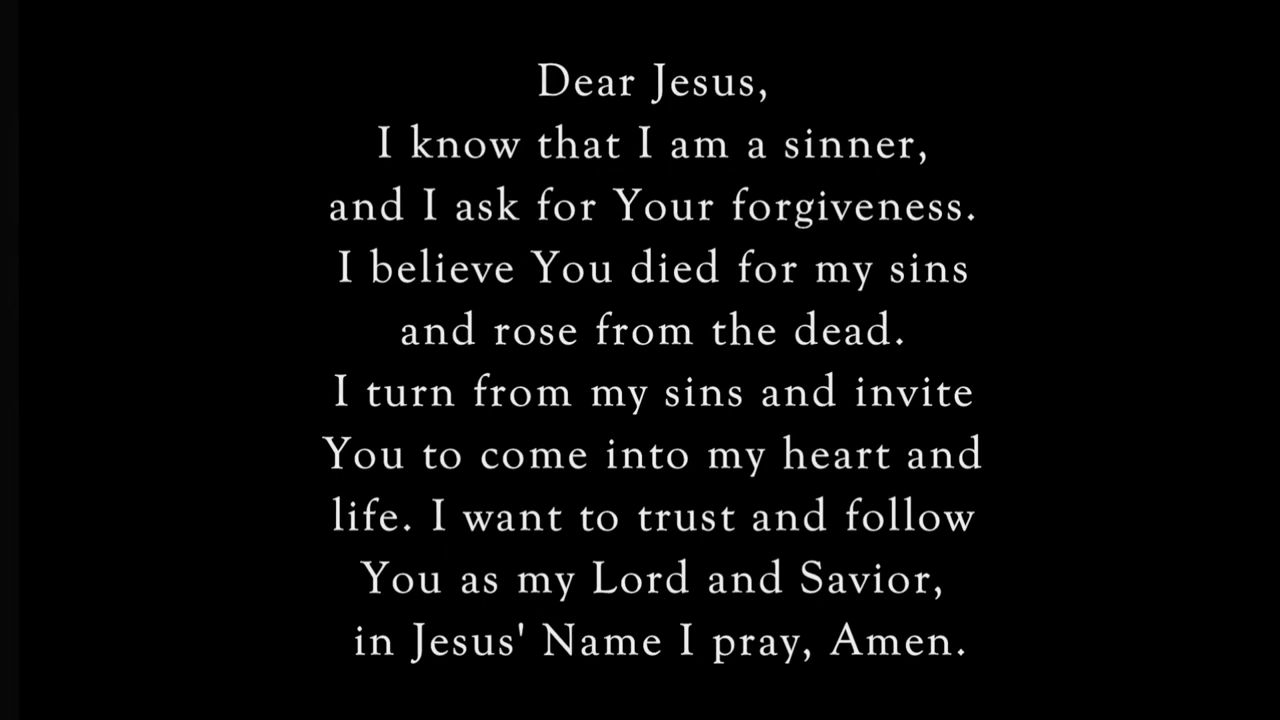 Dear Jesus,
I know that I am a sinner,
and I ask for Your forgiveness.
I believe You died for my sins
and rose from the dead.
I turn from my sins and invite
You to come into my heart and
life. I want to trust and follow
You as my Lord and Savior,
in Jesus' Name I pray, Amen.